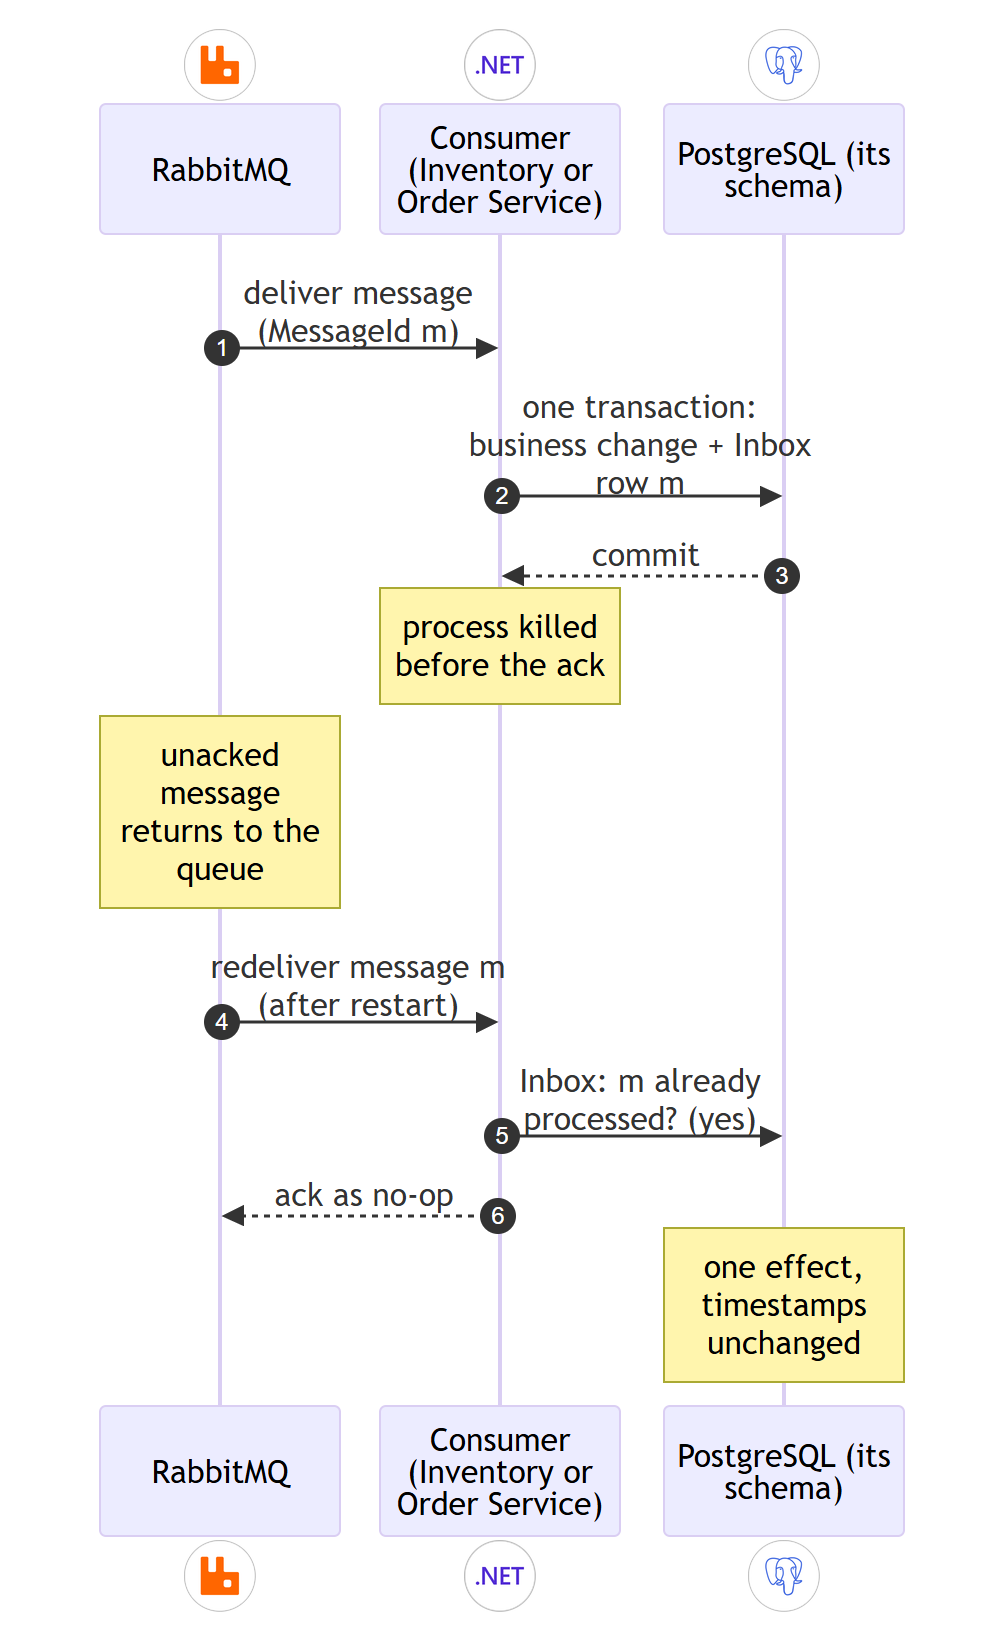 .NET
RabbitMQ
Consumer
(Inventory or
Order Service)
PostgreSQL (its
schema)
deliver message
(MessageId m)
1
one transaction:
business change + Inbox
row m
2
commit
3
process killed
before the ack
unacked
message
returns to the
queue
redeliver message m
(after restart)
4
Inbox: m already
processed? (yes)
5
ack as no-op
6
one effect,
timestamps
unchanged
RabbitMQ
Consumer
(Inventory or
Order Service)
PostgreSQL (its
schema)
.NET